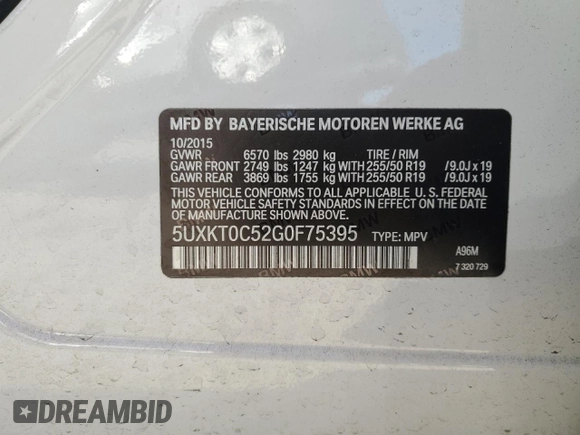 MFD BY BAYERISCHE MOTOREN WERKE AG
10/2015
GVWR 6570 lbs 2980 kg TIRE / RIM
GAWR FRONT 2749 lbs 1247 kg WITH 255/50 R19 /9.0J x 19
GAWR REAR 3869 lbs 1755 kg WITH 255/50 R19 /9.0J x 19
THIS VEHICLE CONFORMS TO ALL APPLICABLE U. S. FEDERAL
MOTOR VEHICLE SAFETY STANDARDS IN EFFECT ON THE DATE
OF MANUFACTURE SHOWN ABOVE.
5UXKT0C52G0F75395 TYPE: MPV A96M
7 320 729
DREAMBID